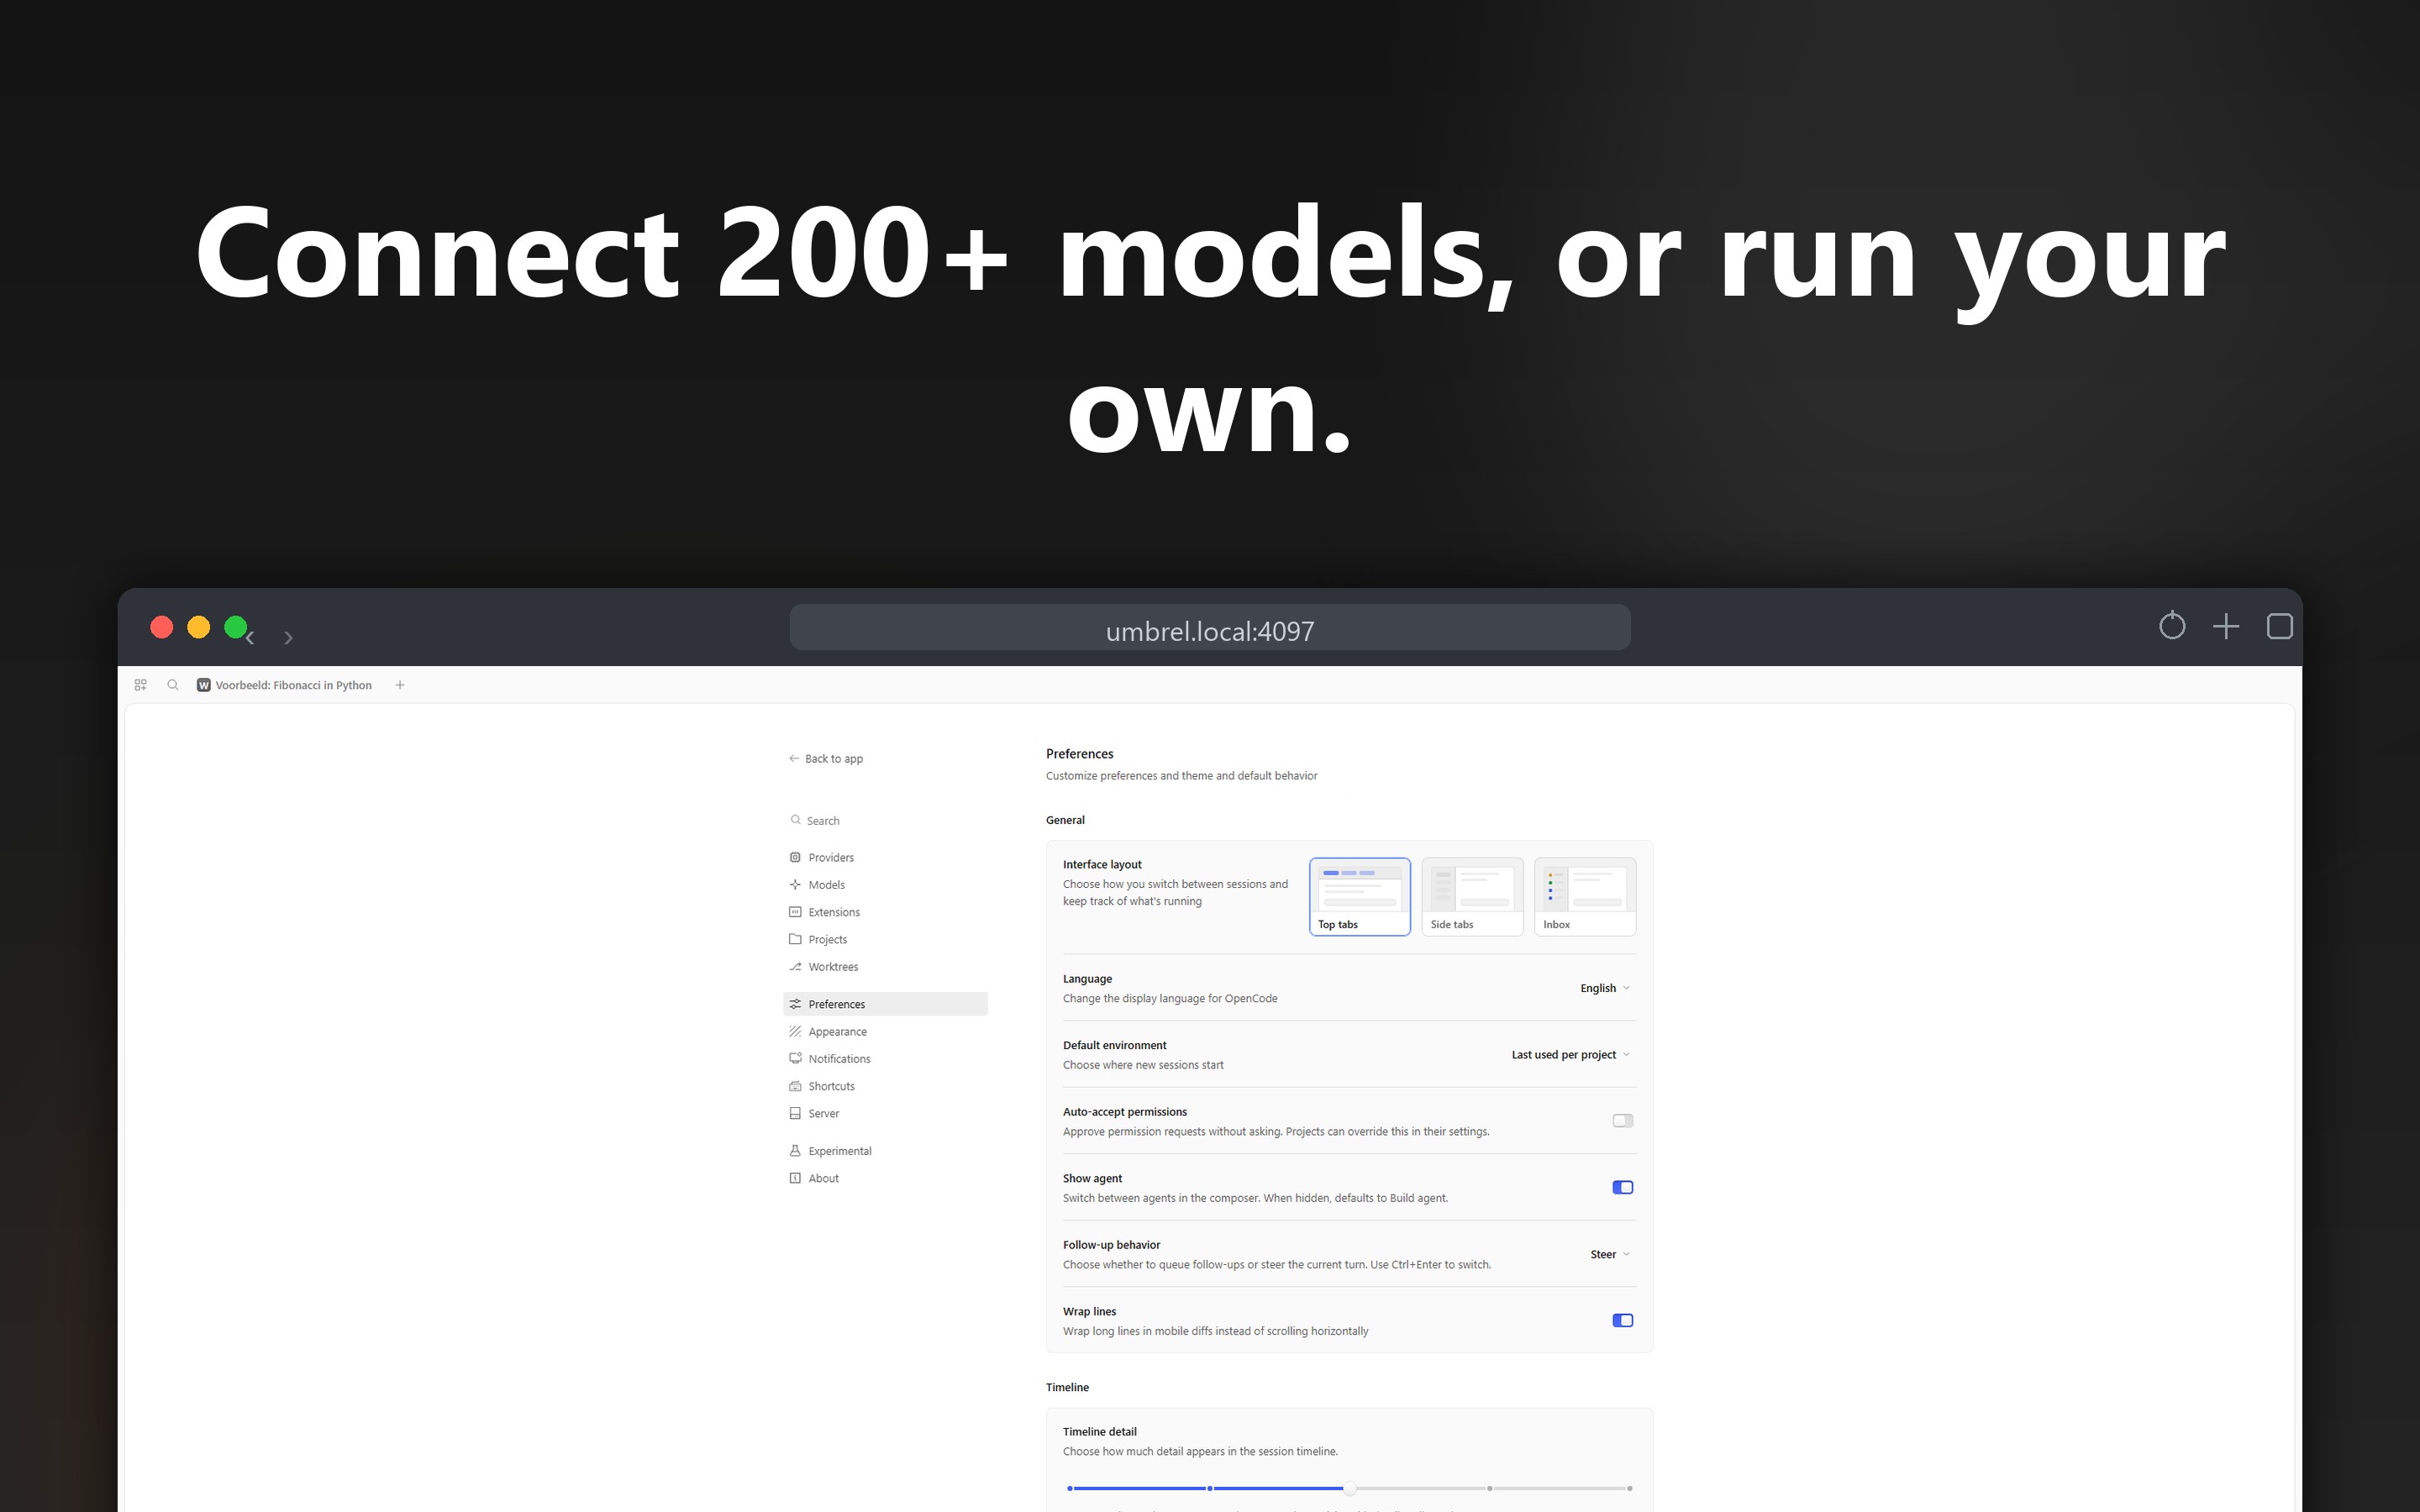 Connect 200+ models, or run your
own.
umbrel.local:4097
W Voorbeeld: Fibonacci in Python
Back to app
Search
Providers
Models
Extensions
Projects
Worktrees
Preferences
Appearance
Notifications
Shortcuts
Server
Experimental
About
Preferences
Customize preferences and theme and default behavior
General
Interface layout
Choose how you switch between sessions and
keep track of what's running
Top tabs
Side tabs
Inbox
Language
Change the display language for OpenCode
English
Default environment
Choose where new sessions start
Last used per project
Auto-accept permissions
Approve permission requests without asking. Projects can override this in their settings.
Show agent
Switch between agents in the composer. When hidden, defaults to Build agent.
Follow-up behavior
Choose whether to queue follow-ups or steer the current turn. Use Ctrl+Enter to switch.
Steer
Wrap lines
Wrap long lines in mobile diffs instead of scrolling horizontally
Timeline
Timeline detail
Choose how much detail appears in the session timeline.